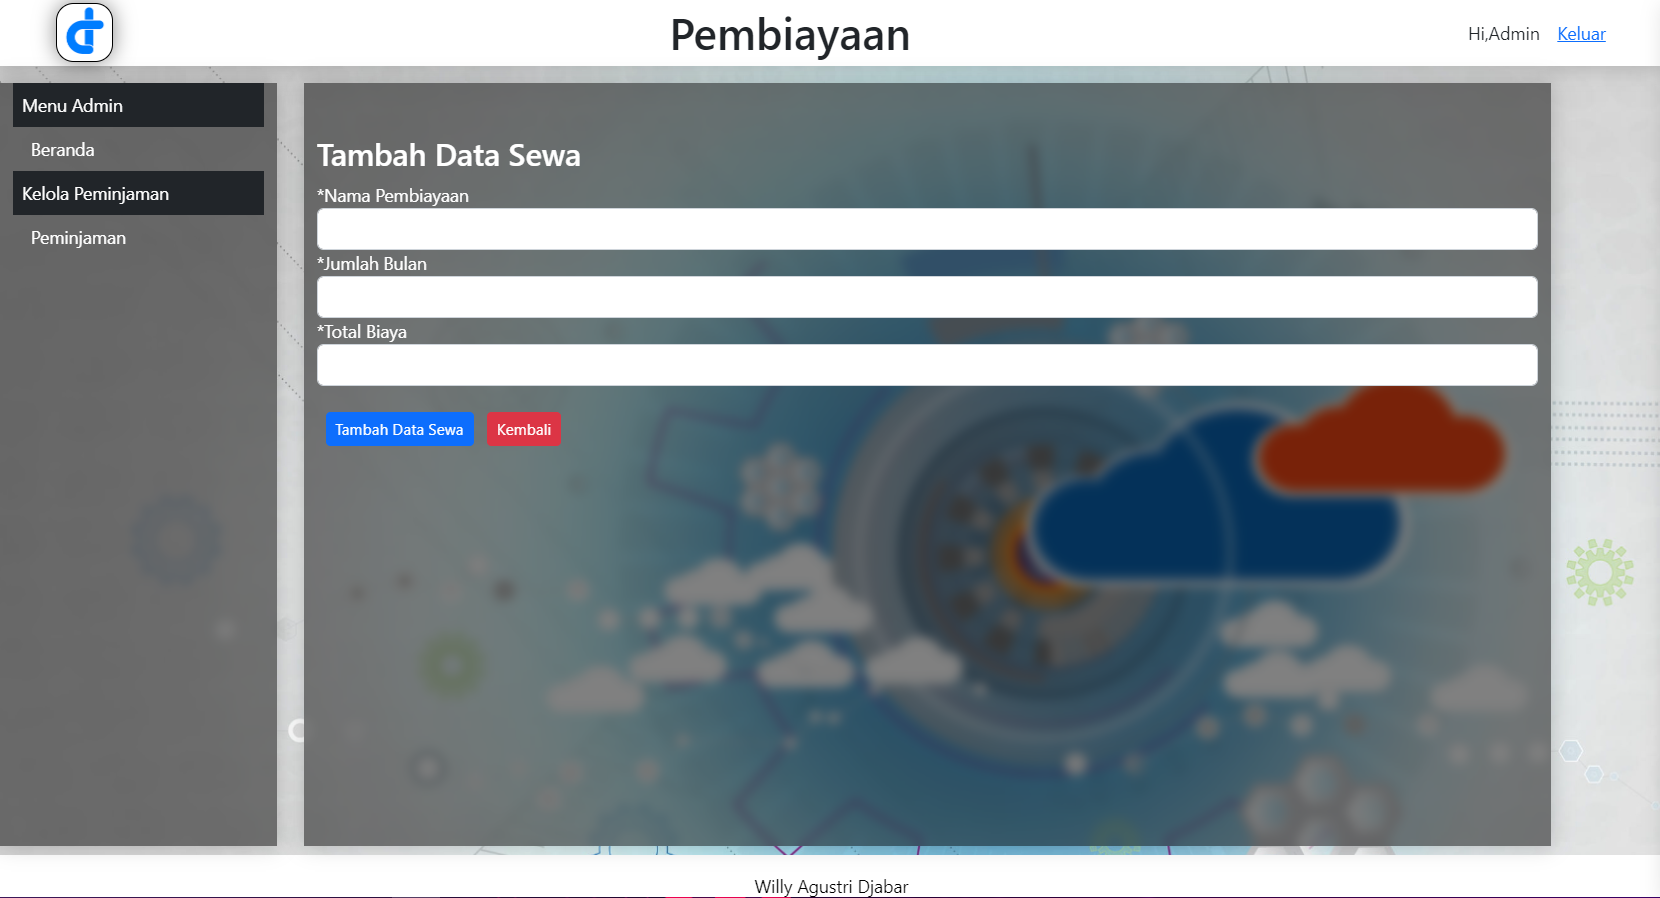 Pembiayaan
Hi,Admin Keluar
Menu Admin
Beranda
Kelola Peminjaman
Peminjaman
Tambah Data Sewa
*Nama Pembiayaan
*Jumlah Bulan
*Total Biaya
Tambah Data Sewa Kembali
Willy Agustri Djabar